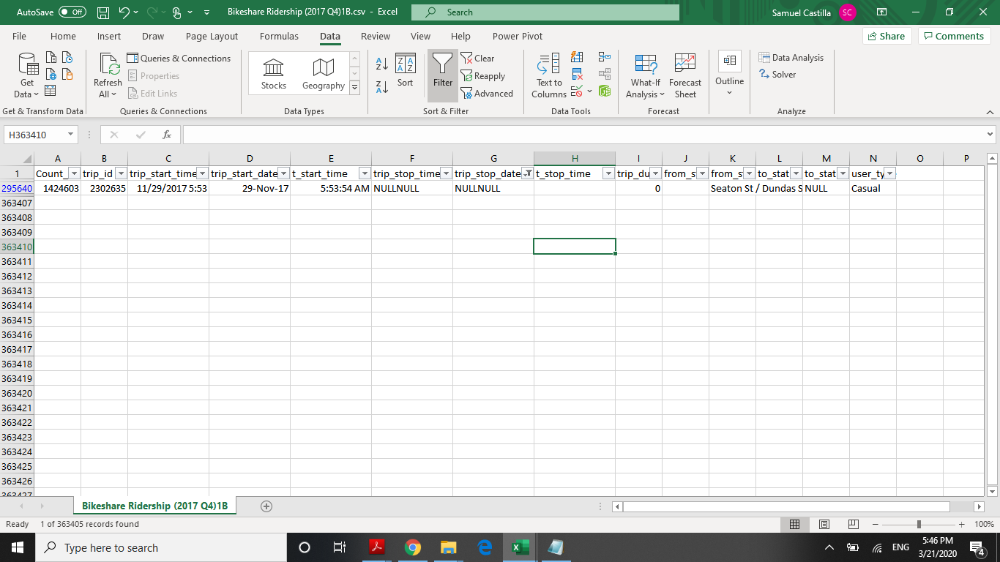 AutoSave Off Bikeshare Ridership (2017 Q4)1B.csv - Excel Search Samuel Castilla SC
File Home Insert Draw Page Layout Formulas Data Review View Help Power Pivot Share Comments
Get Data
Refresh All
Queries & Connections
Properties
Edit Links
Stocks
Geography
Sort
Filter
Clear
Reapply
Advanced
Text to Columns
What-If Analysis
Forecast Sheet
Outline
Data Analysis
Solver
Get & Transform Data Queries & Connections Data Types Sort & Filter Data Tools Forecast Analyze
H363410 fx
A B C D E F G H I J K L M N O P
1 Count_ trip_id trip_start_time trip_start_date t_start_time trip_stop_time trip_stop_date t_stop_time trip_du from_s from_s to_stat to_stat user_ty
295640 1424603 2302635 11/29/2017 5:53 29-Nov-17 5:53:54 AM NULLNULL NULLNULL 0 Seaton St / Dundas S NULL Casual
363407
363408
363409
363410
363411
363412
363413
363414
363415
363416
363417
363418
363419
363420
363421
363422
363423
363424
363425
363426
363427
Bikeshare Ridership (2017 Q4)1B
Ready 1 of 363405 records found 100%
Type here to search ENG 5:46 PM
3/21/2020 4